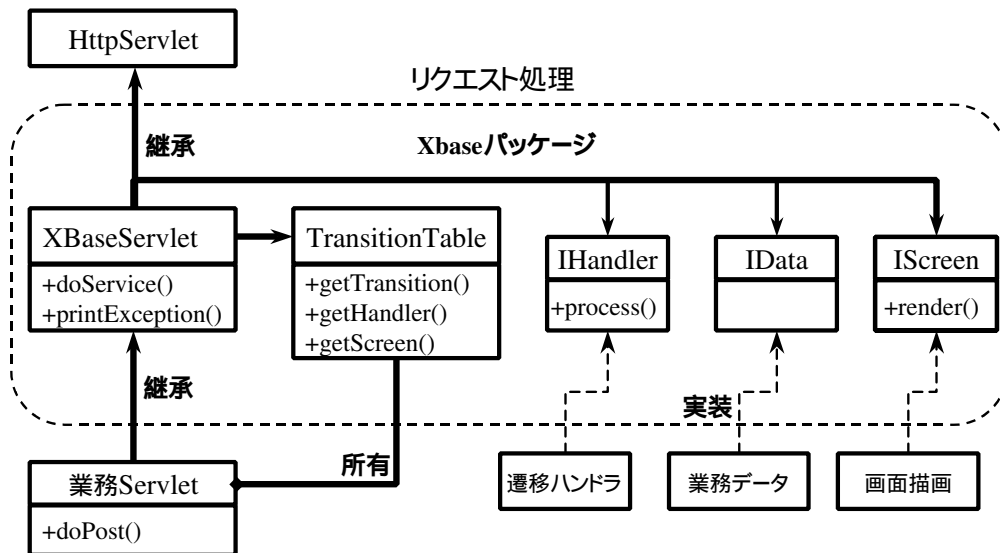 HttpServlet
リクエスト処理
継承
Xbaseパッケージ
XBaseServlet
+doService()
+printException()
TransitionTable
+getTransition()
+getHandler()
+getScreen()
IHandler
+process()
IData
IScreen
+render()
継承
実装
所有
業務Servlet
+doPost()
遷移ハンドラ
業務データ
画面描画